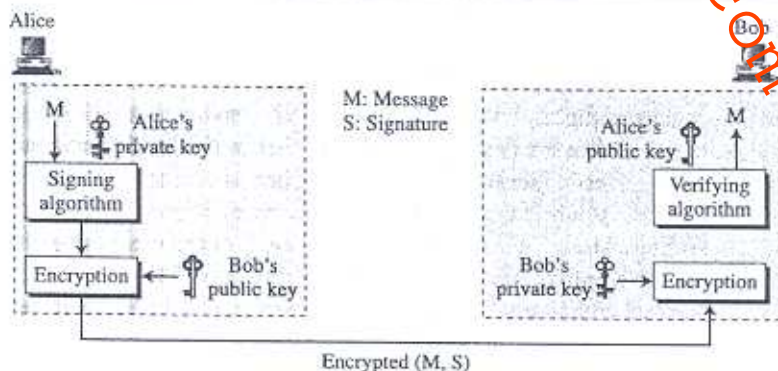 Alice
Bob
M
Alice's
private key
Signing
algorithm
Encryption
Bob's
public key
M: Message
S: Signature
Alice's
public key
M
Verifying
algorithm
Bob's
private key
Encryption
Encrypted (M, S)
com